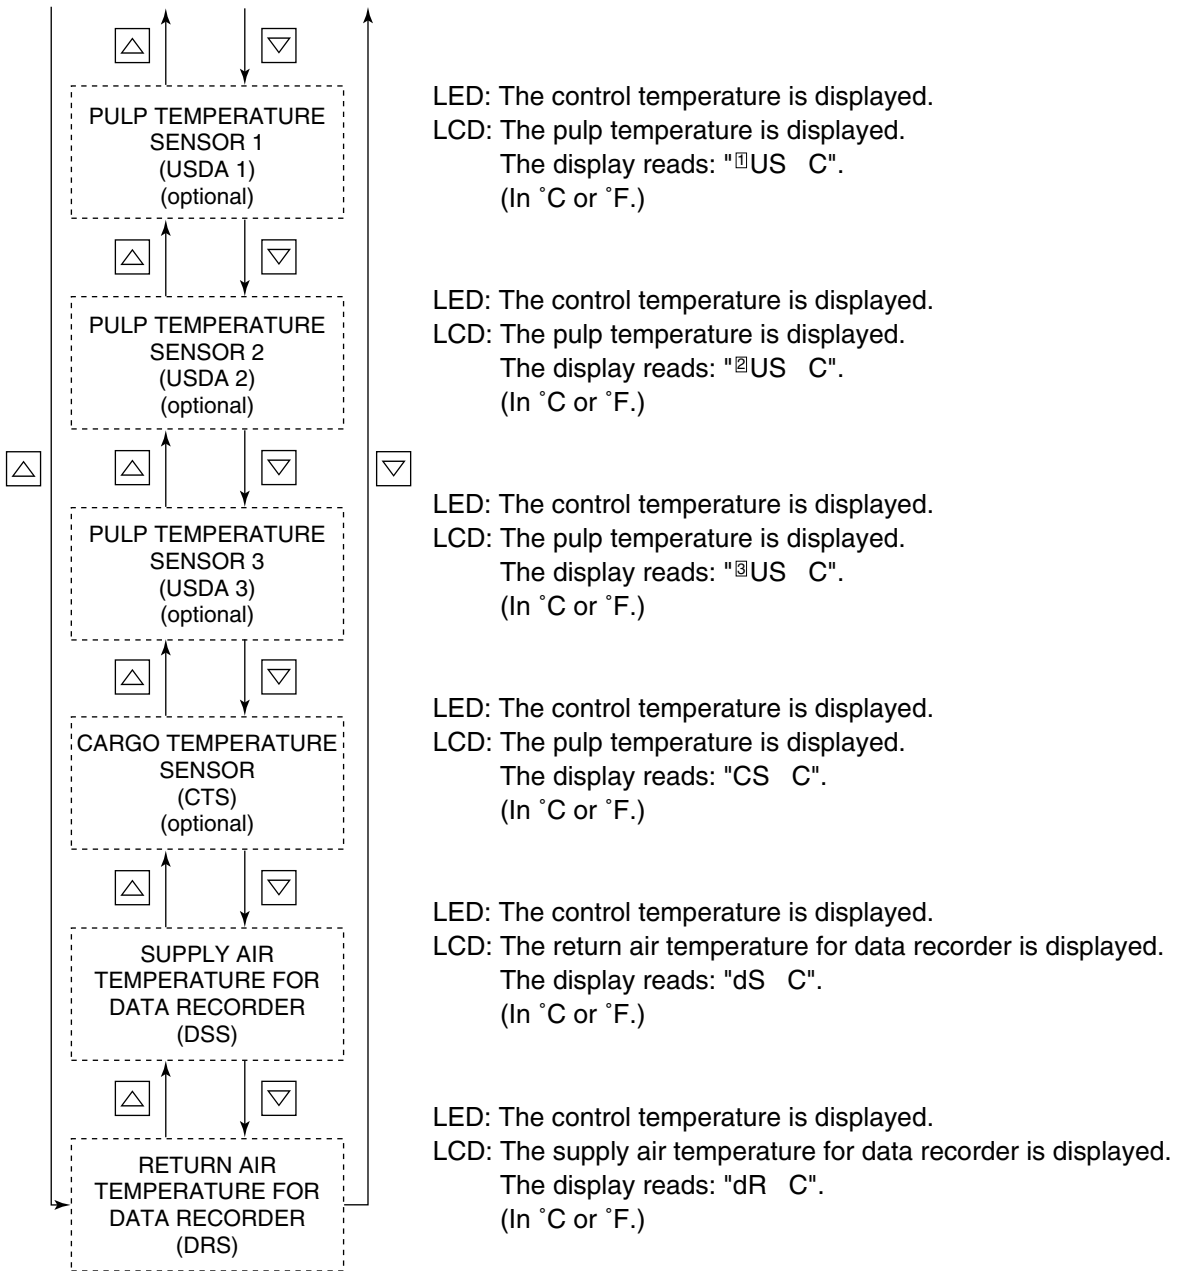 PULP TEMPERATURE
SENSOR 1
(USDA 1)
(optional)
LED: The control temperature is displayed.
LCD: The pulp temperature is displayed.
The display reads: "1US   C".
(In ˚C or ˚F.)
PULP TEMPERATURE
SENSOR 2
(USDA 2)
(optional)
LED: The control temperature is displayed.
LCD: The pulp temperature is displayed.
The display reads: "2US   C".
(In ˚C or ˚F.)
PULP TEMPERATURE
SENSOR 3
(USDA 3)
(optional)
LED: The control temperature is displayed.
LCD: The pulp temperature is displayed.
The display reads: "3US   C".
(In ˚C or ˚F.)
CARGO TEMPERATURE
SENSOR
(CTS)
(optional)
LED: The control temperature is displayed.
LCD: The pulp temperature is displayed.
The display reads: "CS   C".
(In ˚C or ˚F.)
SUPPLY AIR
TEMPERATURE FOR
DATA RECORDER
(DSS)
LED: The control temperature is displayed.
LCD: The return air temperature for data recorder is displayed.
The display reads: "dS   C".
(In ˚C or ˚F.)
RETURN AIR
TEMPERATURE FOR
DATA RECORDER
(DRS)
LED: The control temperature is displayed.
LCD: The supply air temperature for data recorder is displayed.
The display reads: "dR   C".
(In ˚C or ˚F.)